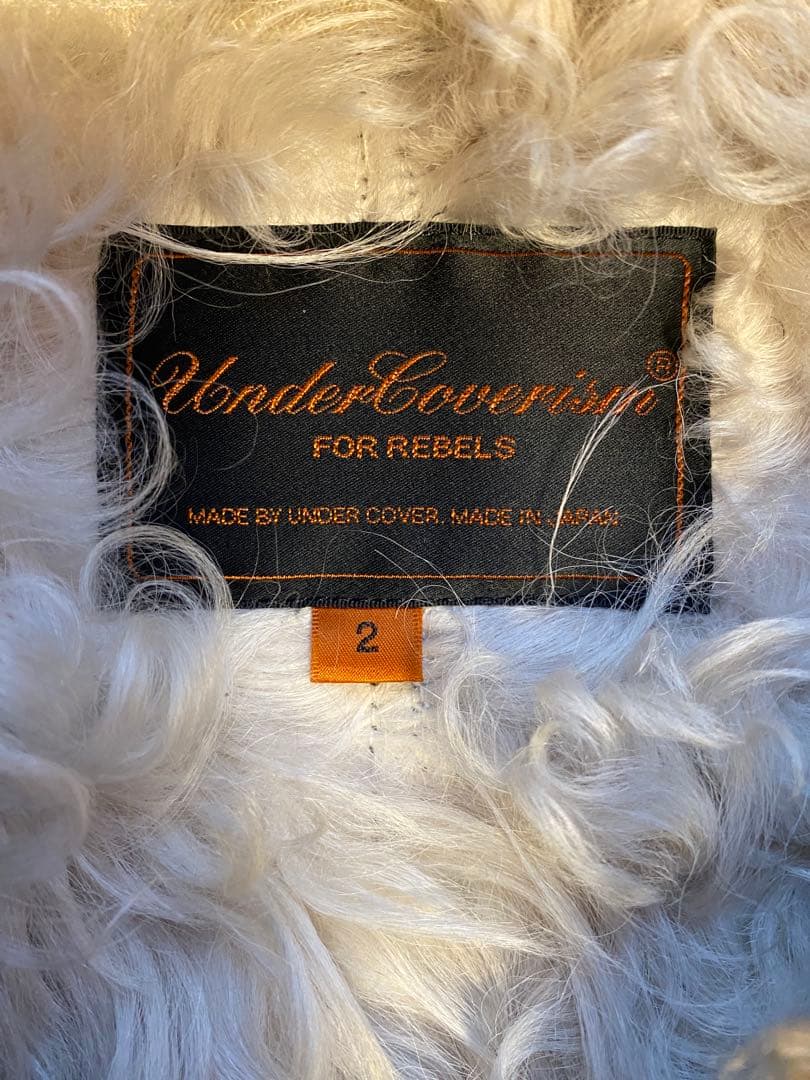 UnderCoverism®
FOR REBELS
MADE BY UNDER COVER. MADE IN JAPAN
2